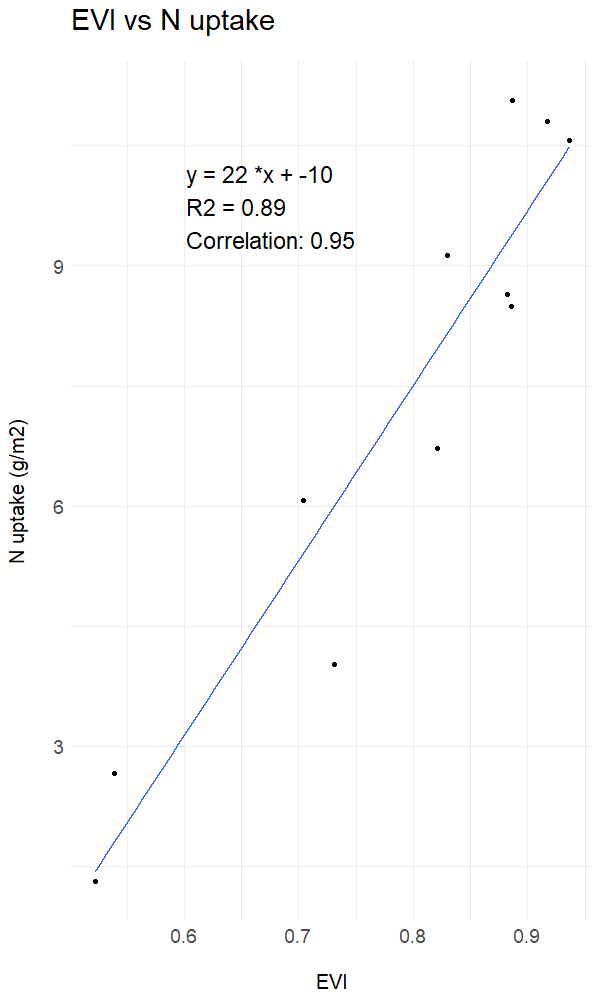 EVI vs N uptake
y = 22 *x + -10
R2 = 0.89
Correlation: 0.95
9
6
3
N uptake (g/m2)
0.6 0.7 0.8 0.9
EVI